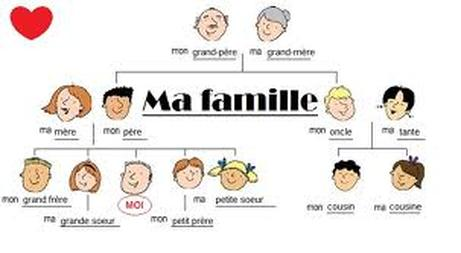 mon grand-père ma grand-mère
Ma famille
ma mère mon père mon oncle ma tante
mon grand frère
ma grande soeur
MOI
mon petit prère
ma petite soeur
mon cousin ma cousine